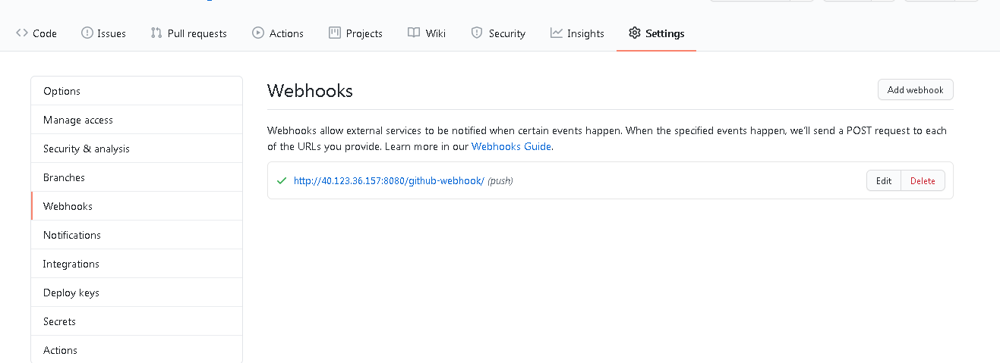 Code Issues Pull requests Actions Projects Wiki Security Insights Settings
Options
Manage access
Security & analysis
Branches
Webhooks
Notifications
Integrations
Deploy keys
Secrets
Actions
Webhooks Add webhook
Webhooks allow external services to be notified when certain events happen. When the specified events happen, we'll send a POST request to each
of the URLs you provide. Learn more in our Webhooks Guide.
http://40.123.36.157:8080/github-webhook/ (push) Edit Delete